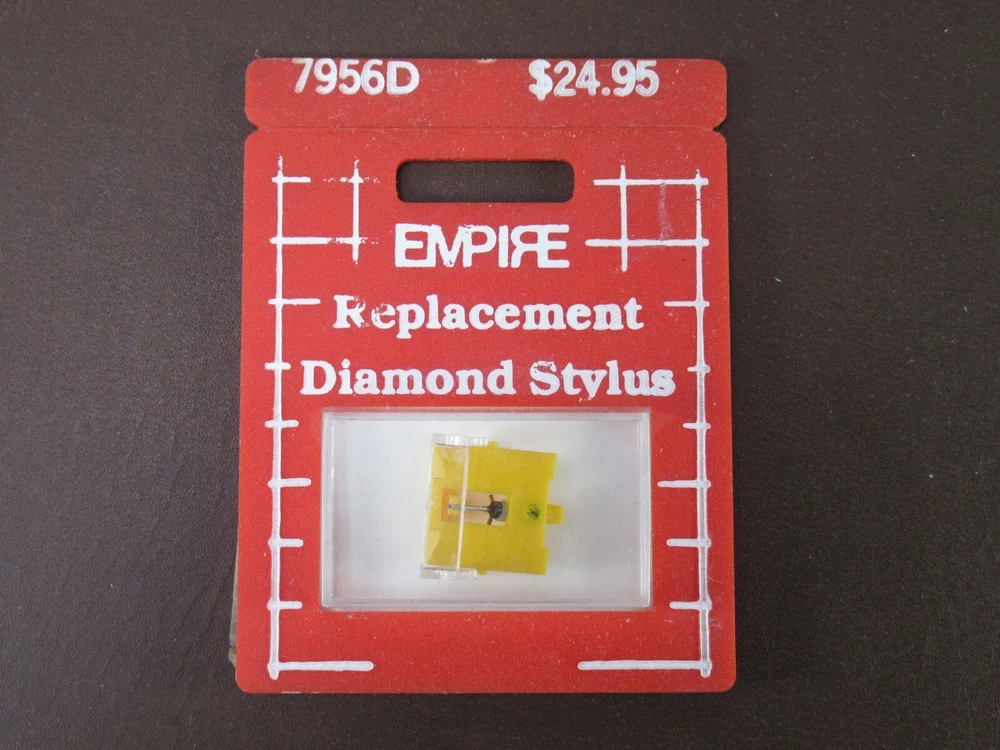 7956D $24.95
EMPIRE
Replacement
Diamond Stylus